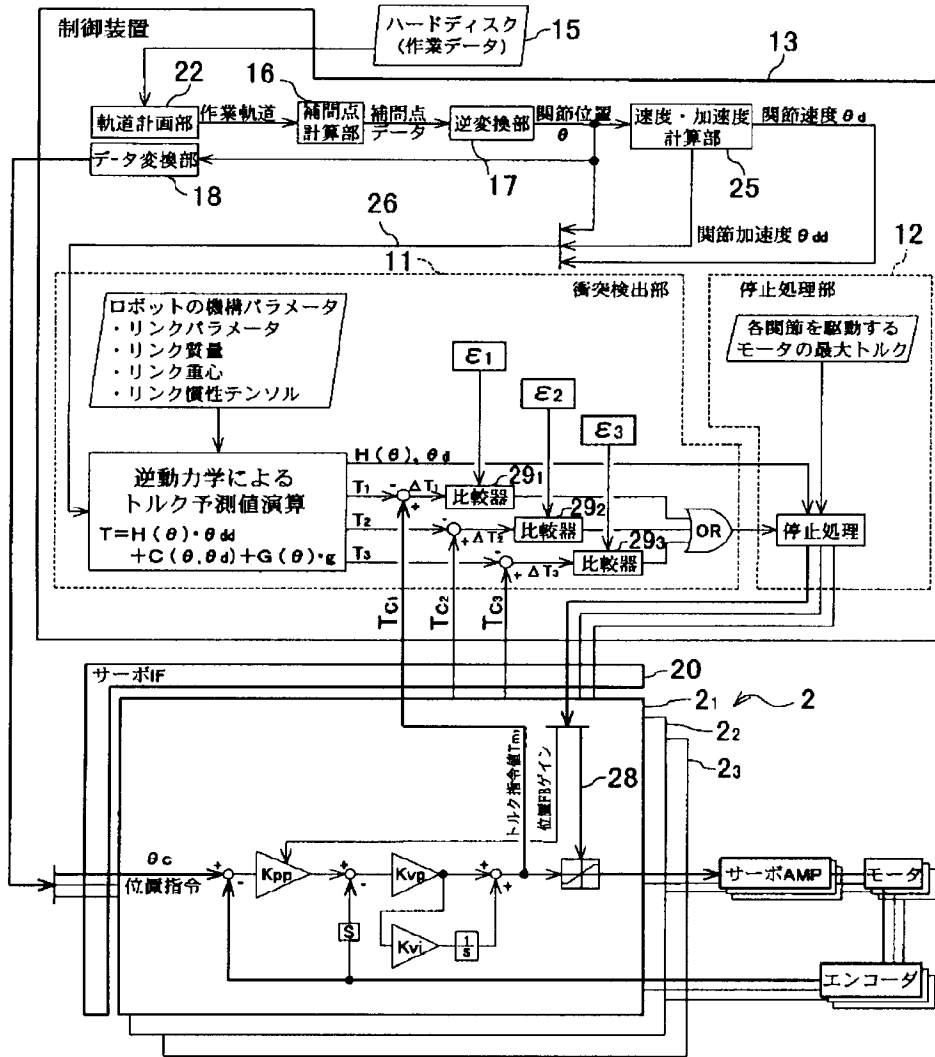 制御装置
ハードディスク
(作業データ)
15
13
22
軌道計画部
作業軌道
16
補間点
計算部
補間点
データ
逆変換部
17
関節位置
θ
速度・加速度
計算部
25
関節速度θd
データ変換部
18
26
関節加速度θdd
11
12
衝突検出部
停止処理部
ロボットの機構パラメータ
・リンクパラメータ
・リンク質量
・リンク重心
・リンク慣性テンソル
ε1
ε2
ε3
各関節を駆動する
モータの最大トルク
逆動力学による
トルク予測値演算
T=H(θ)・θdd
+C(θ,θd)+G(θ)・g
H(θ),θd
T1
-
+
ΔT1
比較器
291
T2
-
+
ΔT2
比較器
292
T3
-
+
ΔT3
比較器
293
OR
停止処理
TC1
TC2
TC3
サーボIF
20
21
2
22
23
トルク指令値Tm
位置FBゲイン
28
θc
位置指令
+
-
Kpp
+
-
Kvp
+
+
S
Kvi
1/s
サーボAMP
モータ
エンコーダ